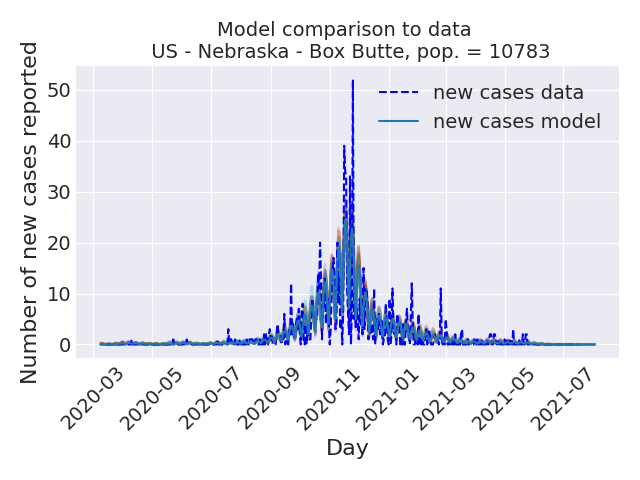 Model comparison to data
US - Nebraska - Box Butte, pop. = 10783
Number of new cases reported
50
40
30
20
10
0
new cases data
new cases model
2020-03
2020-05
2020-07
2020-09
2020-11
2021-01
2021-03
2021-05
2021-07
Day